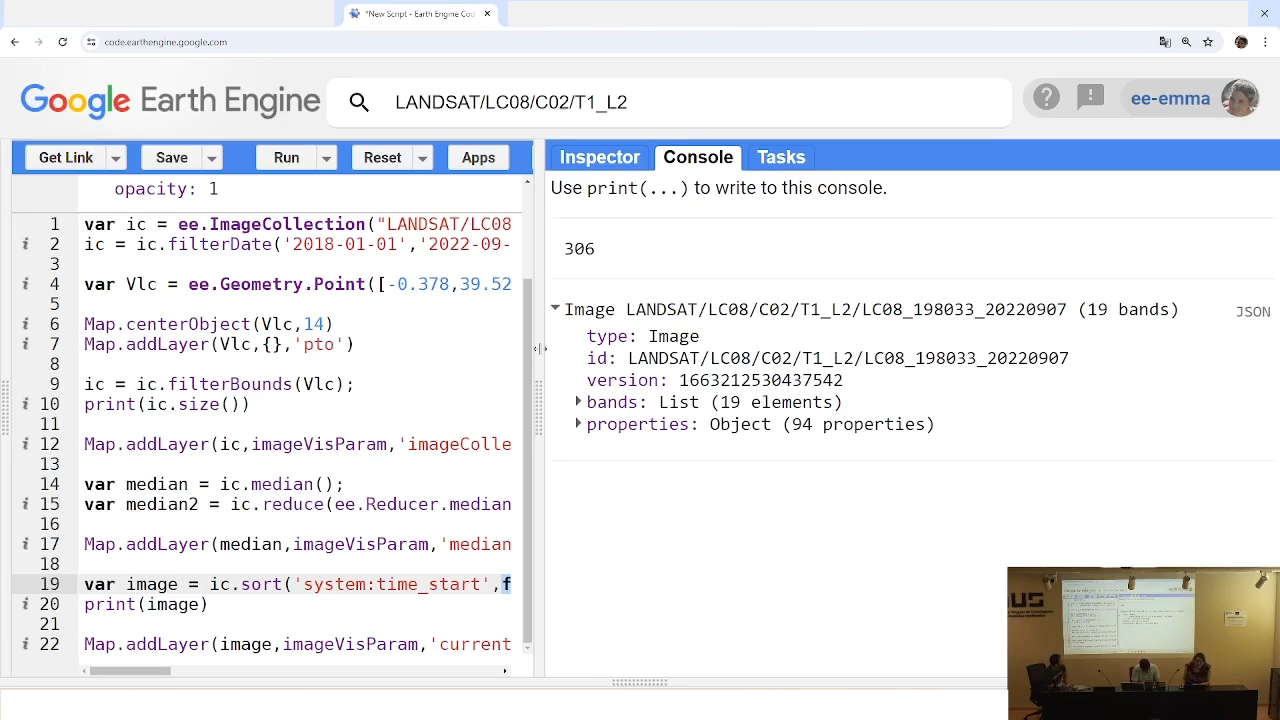 "New Script - Earth Engine Cod
code.earthengine.google.com
Google Earth Engine
LANDSAT/LC08/C02/T1_L2
ee-emma
Get Link
Save
Run
Reset
Apps
Inspector
Console
Tasks
opacity: 1
1 var ic = ee.ImageCollection("LANDSAT/LC08
i 2 ic = ic.filterDate('2018-01-01','2022-09-
3
i 4 var Vlc = ee.Geometry.Point([-0.378,39.52
5
i 6 Map.centerObject(Vlc,14)
i 7 Map.addLayer(Vlc,{},'pto')
8
9 ic = ic.filterBounds(Vlc);
i 10 print(ic.size())
11
i 12 Map.addLayer(ic,imageVisParam,'imageColle
13
14 var median = ic.median();
i 15 var median2 = ic.reduce(ee.Reducer.median
16
i 17 Map.addLayer(median,imageVisParam,'median
18
19 var image = ic.sort('system:time_start',f
i 20 print(image)
21
i 22 Map.addLayer(image,imageVisParam,'current
Use print(...) to write to this console.
306
Image LANDSAT/LC08/C02/T1_L2/LC08_198033_20220907 (19 bands)
JSON
type: Image
id: LANDSAT/LC08/C02/T1_L2/LC08_198033_20220907
version: 1663212530437542
bands: List (19 elements)
properties: Object (94 properties)